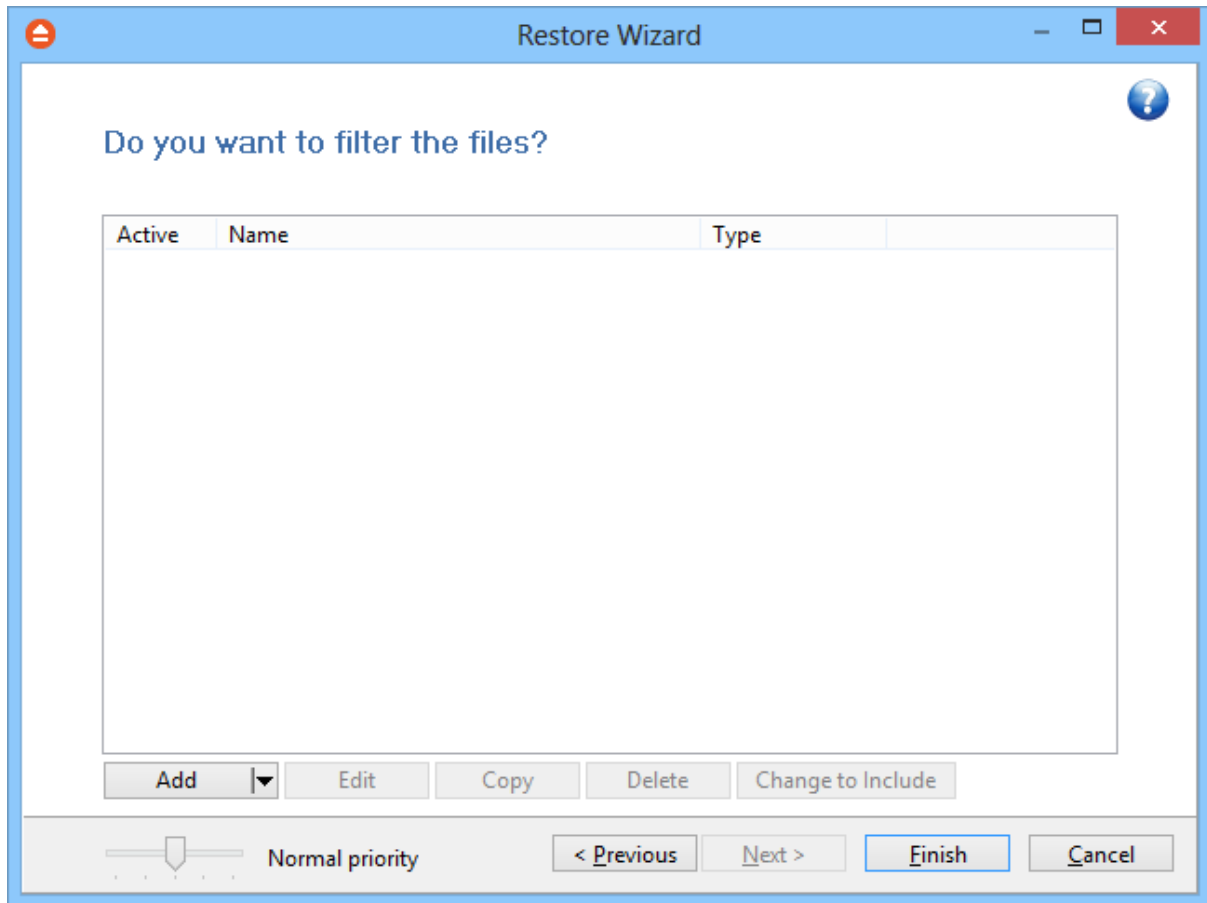 Restore Wizard
Do you want to filter the files?
Active Name Type
Add Edit Copy Delete Change to Include
Normal priority < Previous Next > Finish Cancel